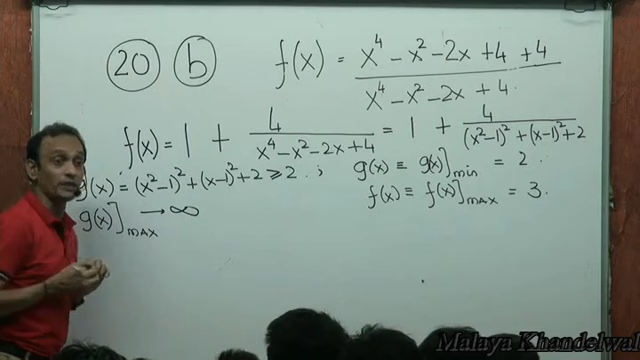 20 b f(x) = (x⁴ - x² - 2x + 4 + 4) / (x⁴ - x² - 2x + 4.)
f(x) = 1 + 4 / (x⁴ - x² - 2x + 4) = 1 + 4 / ((x²-1)² + (x-1)² + 2)
g(x) = (x²-1)² + (x-1)² + 2 ≥ 2 . ; g(x) ≡ g(x)]min = 2 .
f(x) ≡ f(x)]max = 3 .
g(x)]max → ∞
Malaya Khandelwal